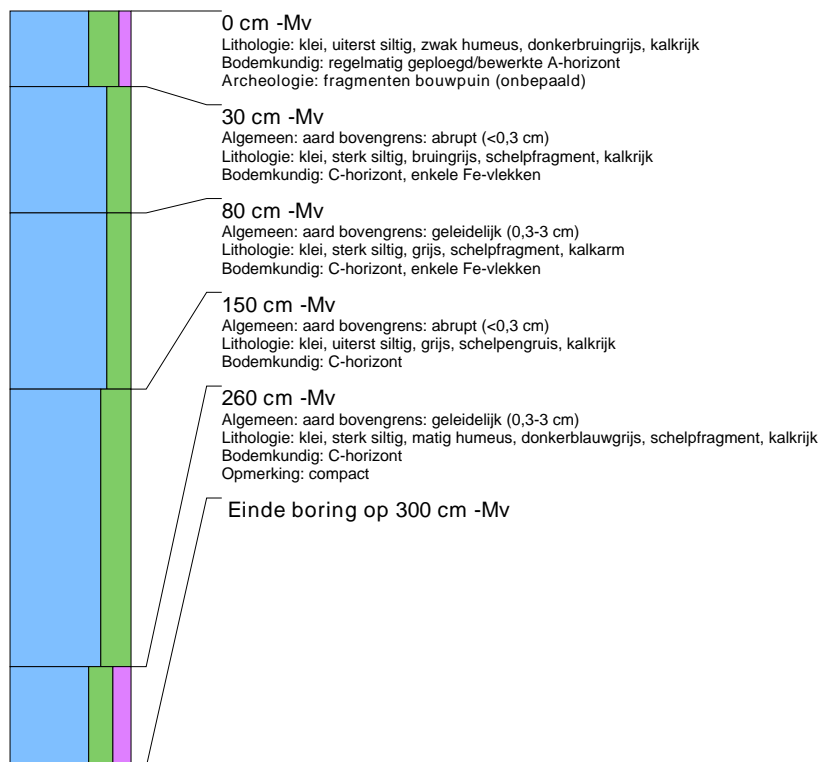 0 cm -Mv
Lithologie: klei, uiterst siltig, zwak humeus, donkerbruingrijs, kalkrijk
Bodemkundig: regelmatig geploegd/bewerkte A-horizont
Archeologie: fragmenten bouwpuin (onbepaald)
30 cm -Mv
Algemeen: aard bovengrens: abrupt (<0,3 cm)
Lithologie: klei, sterk siltig, bruingrijs, schelpfragment, kalkrijk
Bodemkundig: C-horizont, enkele Fe-vlekken
80 cm -Mv
Algemeen: aard bovengrens: geleidelijk (0,3-3 cm)
Lithologie: klei, sterk siltig, grijs, schelpfragment, kalkarm
Bodemkundig: C-horizont, enkele Fe-vlekken
150 cm -Mv
Algemeen: aard bovengrens: abrupt (<0,3 cm)
Lithologie: klei, uiterst siltig, grijs, schelpengruis, kalkrijk
Bodemkundig: C-horizont
260 cm -Mv
Algemeen: aard bovengrens: geleidelijk (0,3-3 cm)
Lithologie: klei, sterk siltig, matig humeus, donkerblauwgrijs, schelpfragment, kalkrijk
Bodemkundig: C-horizont
Opmerking: compact
Einde boring op 300 cm -Mv